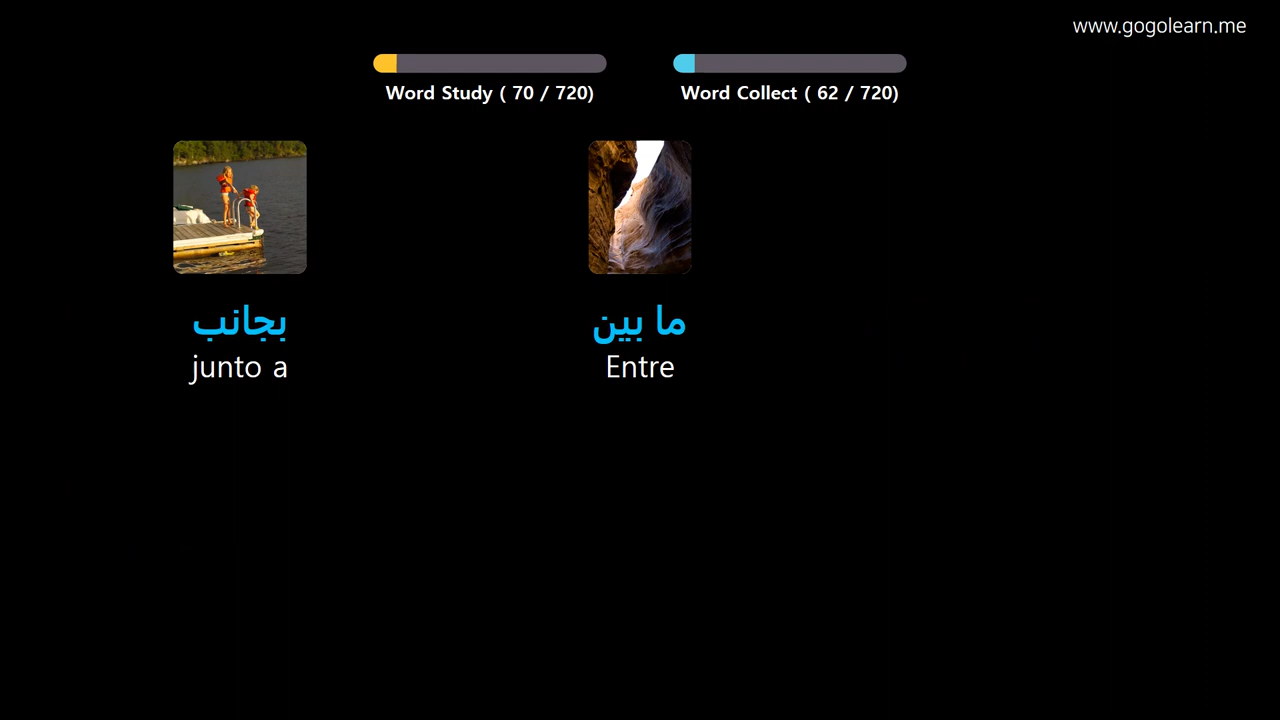 www.gogolearn.me
Word Study ( 70 / 720)
Word Collect ( 62 / 720)
بجانب
junto a
ما بين
Entre